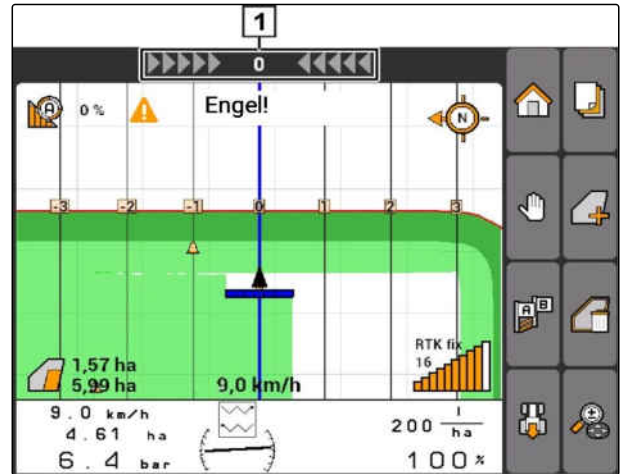 1
0
0 %
Engel!
N
A
-3 -2 -1 0 1 2 3
A B
RTK fix
16
1,57 ha
5,99 ha
9,0 km/h
9.0 km/h
4.61 ha
6.4 bar
200 l/ha
100%